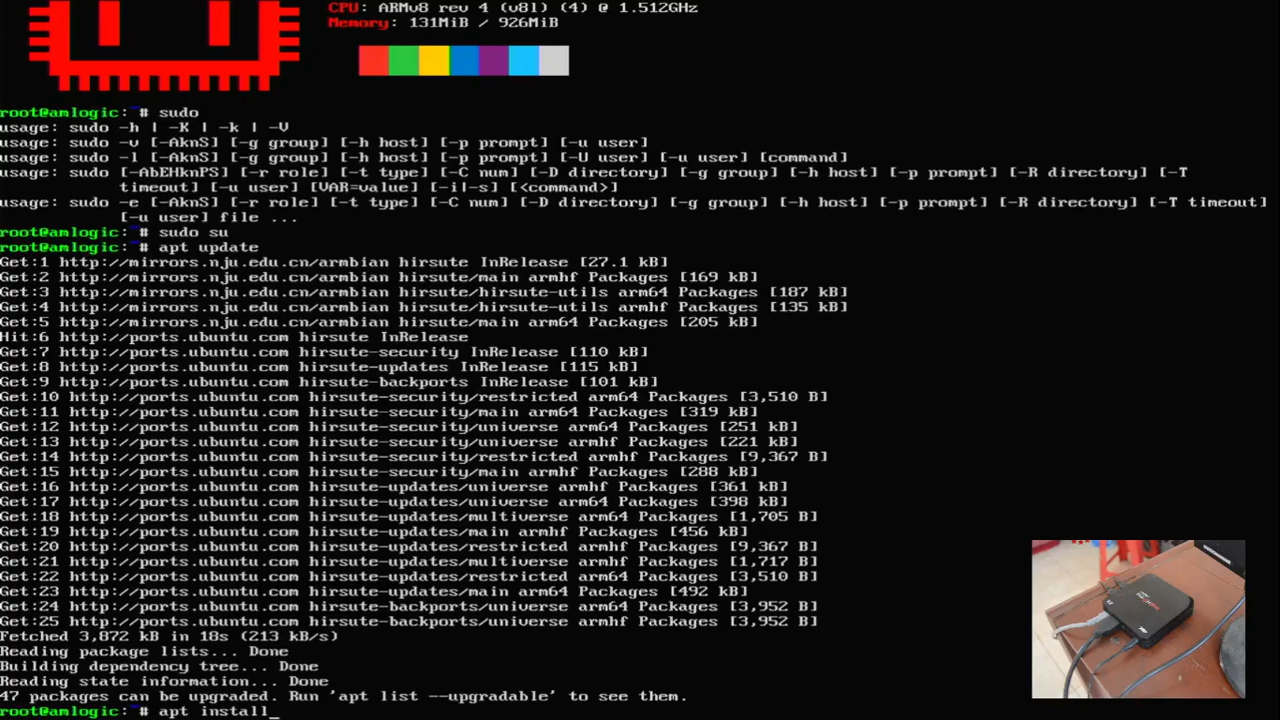 CPU: ARMv8 rev 4 (v8l) (4) @ 1.512GHz
Memory: 131MiB / 926MiB
root@amlogic:~# sudo
usage: sudo -h | -K | -k | -V
usage: sudo -v [-AknS] [-g group] [-h host] [-p prompt] [-u user]
usage: sudo -l [-AknS] [-g group] [-h host] [-p prompt] [-U user] [-u user] [command]
usage: sudo [-AbEHknPS] [-r role] [-t type] [-C num] [-D directory] [-g group] [-h host] [-p prompt] [-R directory] [-T
timeout] [-u user] [VAR=value] [-i|-s] [<command>]
usage: sudo -e [-AknS] [-r role] [-t type] [-C num] [-D directory] [-g group] [-h host] [-p prompt] [-R directory] [-T timeout]
[-u user] file ...
root@amlogic:~# sudo su
root@amlogic:~# apt update
Get:1 http://mirrors.nju.edu.cn/armbian hirsute InRelease [27.1 kB]
Get:2 http://mirrors.nju.edu.cn/armbian hirsute/main armhf Packages [169 kB]
Get:3 http://mirrors.nju.edu.cn/armbian hirsute/hirsute-utils arm64 Packages [187 kB]
Get:4 http://mirrors.nju.edu.cn/armbian hirsute/hirsute-utils armhf Packages [135 kB]
Get:5 http://mirrors.nju.edu.cn/armbian hirsute/main arm64 Packages [205 kB]
Hit:6 http://ports.ubuntu.com hirsute InRelease
Get:7 http://ports.ubuntu.com hirsute-security InRelease [110 kB]
Get:8 http://ports.ubuntu.com hirsute-updates InRelease [115 kB]
Get:9 http://ports.ubuntu.com hirsute-backports InRelease [101 kB]
Get:10 http://ports.ubuntu.com hirsute-security/restricted arm64 Packages [3,510 B]
Get:11 http://ports.ubuntu.com hirsute-security/main arm64 Packages [319 kB]
Get:12 http://ports.ubuntu.com hirsute-security/universe arm64 Packages [251 kB]
Get:13 http://ports.ubuntu.com hirsute-security/universe armhf Packages [221 kB]
Get:14 http://ports.ubuntu.com hirsute-security/restricted armhf Packages [9,367 B]
Get:15 http://ports.ubuntu.com hirsute-security/main armhf Packages [288 kB]
Get:16 http://ports.ubuntu.com hirsute-updates/universe armhf Packages [361 kB]
Get:17 http://ports.ubuntu.com hirsute-updates/universe arm64 Packages [398 kB]
Get:18 http://ports.ubuntu.com hirsute-updates/multiverse arm64 Packages [1,705 B]
Get:19 http://ports.ubuntu.com hirsute-updates/main armhf Packages [456 kB]
Get:20 http://ports.ubuntu.com hirsute-updates/restricted armhf Packages [9,367 B]
Get:21 http://ports.ubuntu.com hirsute-updates/multiverse armhf Packages [1,717 B]
Get:22 http://ports.ubuntu.com hirsute-updates/restricted arm64 Packages [3,510 B]
Get:23 http://ports.ubuntu.com hirsute-updates/main arm64 Packages [492 kB]
Get:24 http://ports.ubuntu.com hirsute-backports/universe arm64 Packages [3,952 B]
Get:25 http://ports.ubuntu.com hirsute-backports/universe armhf Packages [3,952 B]
Fetched 3,872 kB in 18s (213 kB/s)
Reading package lists... Done
Building dependency tree... Done
Reading state information... Done
47 packages can be upgraded. Run 'apt list --upgradable' to see them.
root@amlogic:~# apt install_